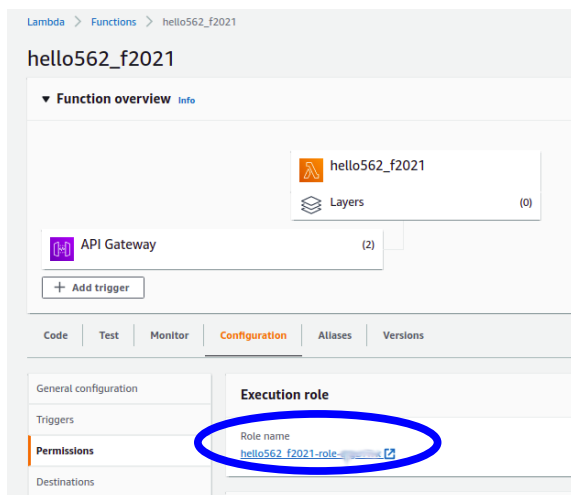 Lambda > Functions > hello562_f2021
hello562_f2021
▼ Function overview Info
hello562_f2021
Layers (0)
API Gateway (2)
+ Add trigger
Code Test Monitor Configuration Aliases Versions
General configuration
Triggers
Permissions
Destinations
Execution role
Role name
hello562_f2021-role-